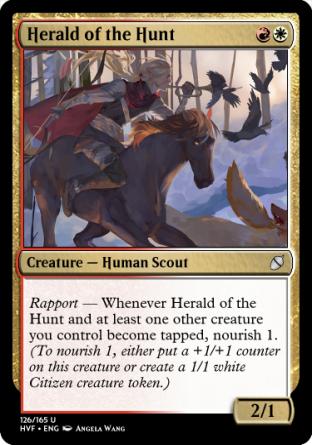 Herald of the Hunt
Creature — Human Scout
Rapport — Whenever Herald of the
Hunt and at least one other creature
you control become tapped, nourish 1.
(To nourish 1, either put a +1/+1 counter
on this creature or create a 1/1 white
Citizen creature token.)
2/1
126/165 U
HVF • ENG Angela Wang